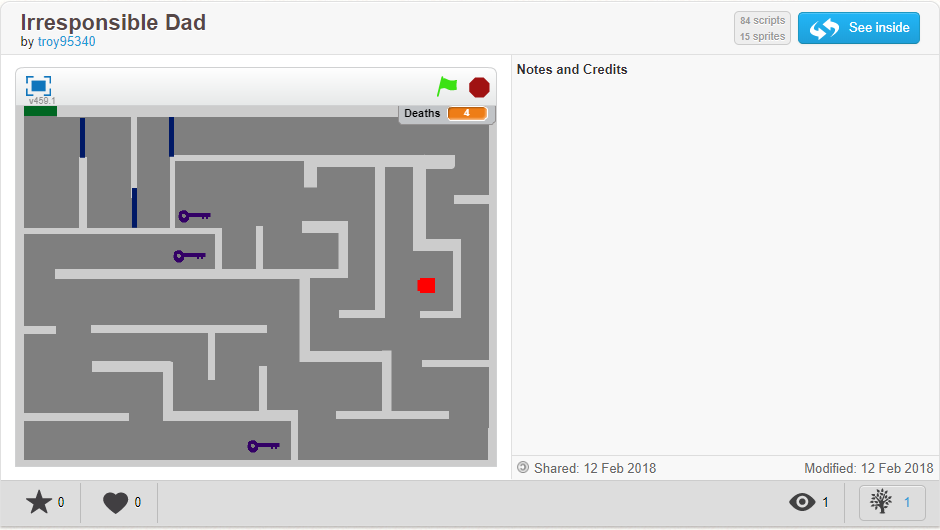 Irresponsible Dad
by troy95340
84 scripts
15 sprites
See inside
v459.1
Deaths 4
Notes and Credits
Shared: 12 Feb 2018
Modified: 12 Feb 2018
0
0
1
1